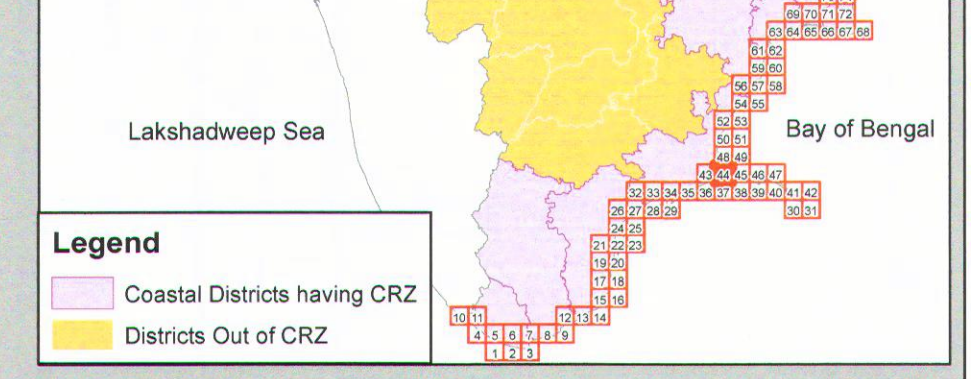 69 70 71 72
63 64 65 66 67 68
61 62
59 60
56 57 58
54 55
52 53
Lakshadweep Sea
Bay of Bengal
50 51
48 49
43 44 45 46 47
32 33 34 35 36 37 38 39 40 41 42
26 27 28 29 30 31
24 25
Legend
21 22 23
19 20
17 18
Coastal Districts having CRZ
15 16
10 11 12 13 14
Districts Out of CRZ
4 5 6 7 8 9
1 2 3